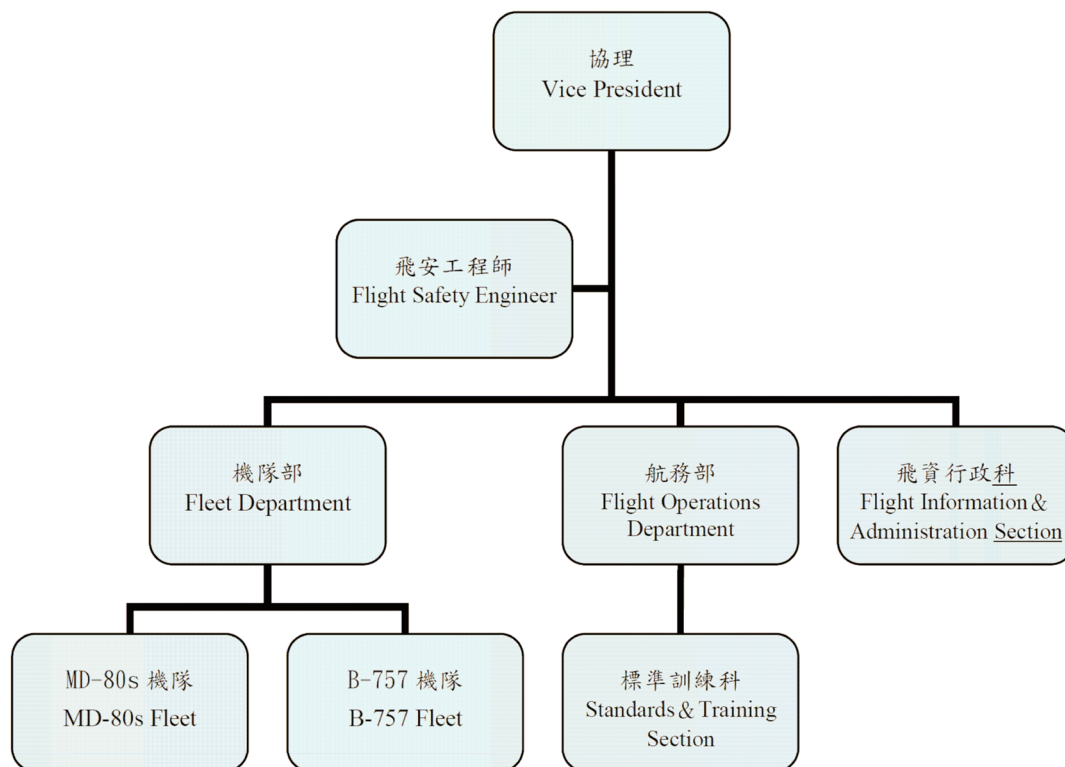 協理
Vice President
飛安工程師
Flight Safety Engineer
機隊部
Fleet Department
航務部
Flight Operations
Department
飛資行政科
Flight Information &
Administration Section
MD-80s 機隊
MD-80s Fleet
B-757 機隊
B-757 Fleet
標準訓練科
Standards & Training
Section